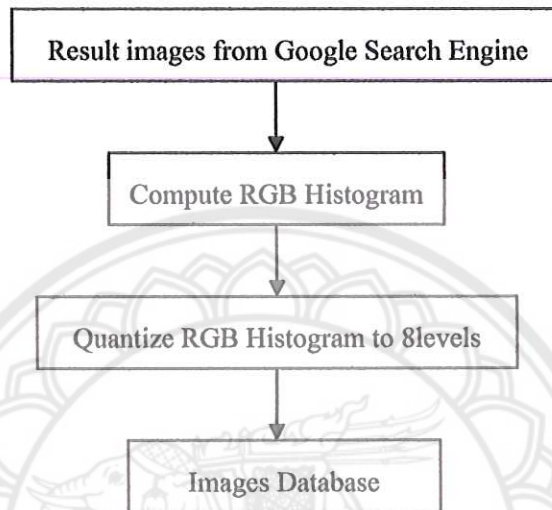 Result images from Google Search Engine
Compute RGB Histogram
Quantize RGB Histogram to 8levels
Images Database